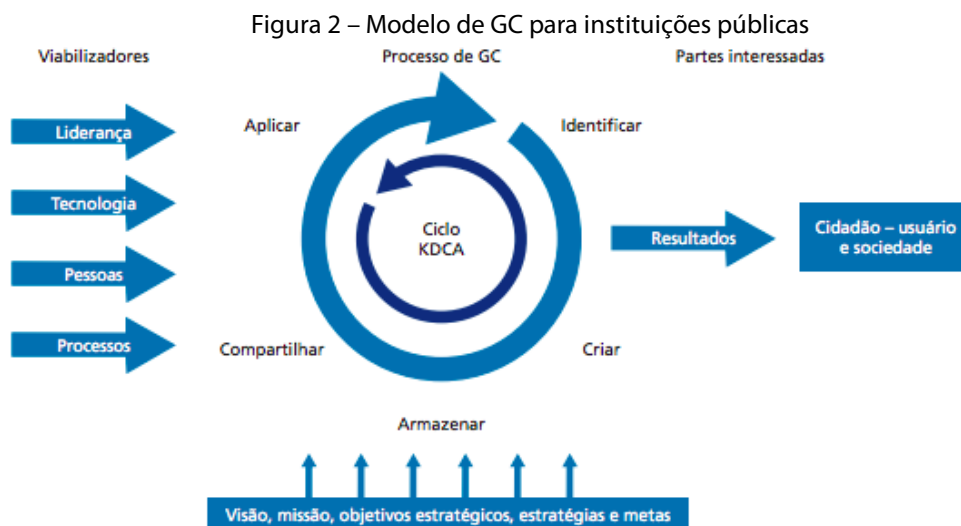 Figura 2 – Modelo de GC para instituições públicas
Viabilizadores
Processo de GC
Partes interessadas
Liderança
Tecnologia
Pessoas
Processos
Aplicar
Identificar
Ciclo
KDCA
Compartilhar
Criar
Armazenar
Resultados
Cidadão – usuário
e sociedade
Visão, missão, objetivos estratégicos, estratégias e metas